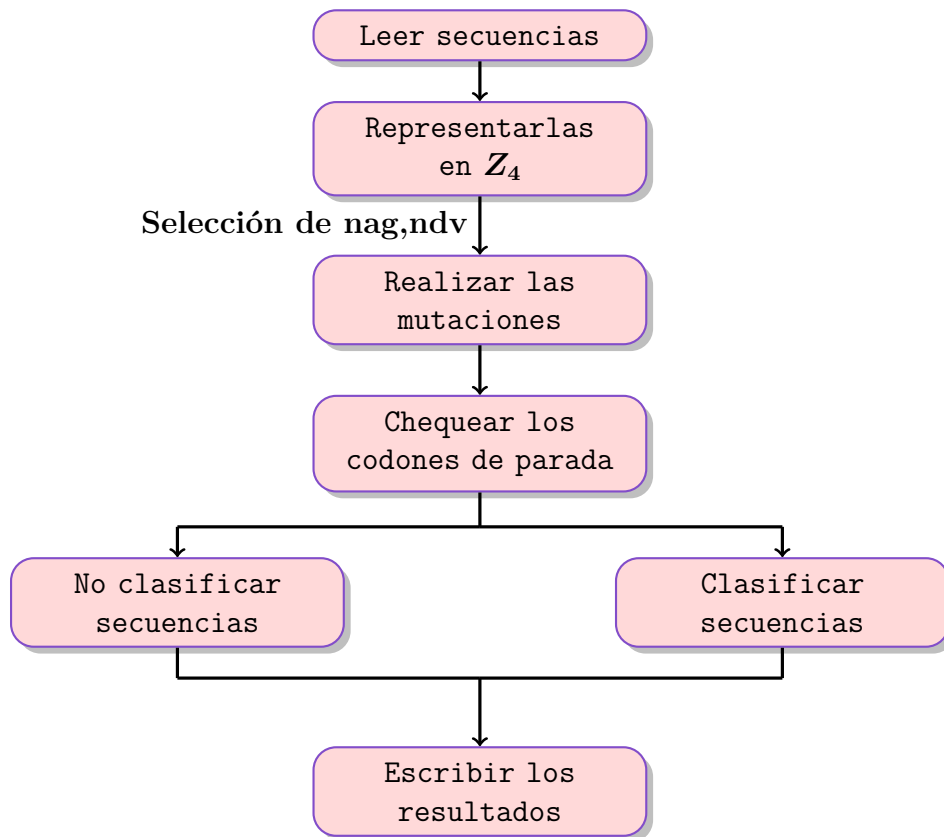 Leer secuencias
Representarlas
en Z₄
Selección de nag,ndv
Realizar las
mutaciones
Chequear los
codones de parada
No clasificar
secuencias
Clasificar
secuencias
Escribir los
resultados